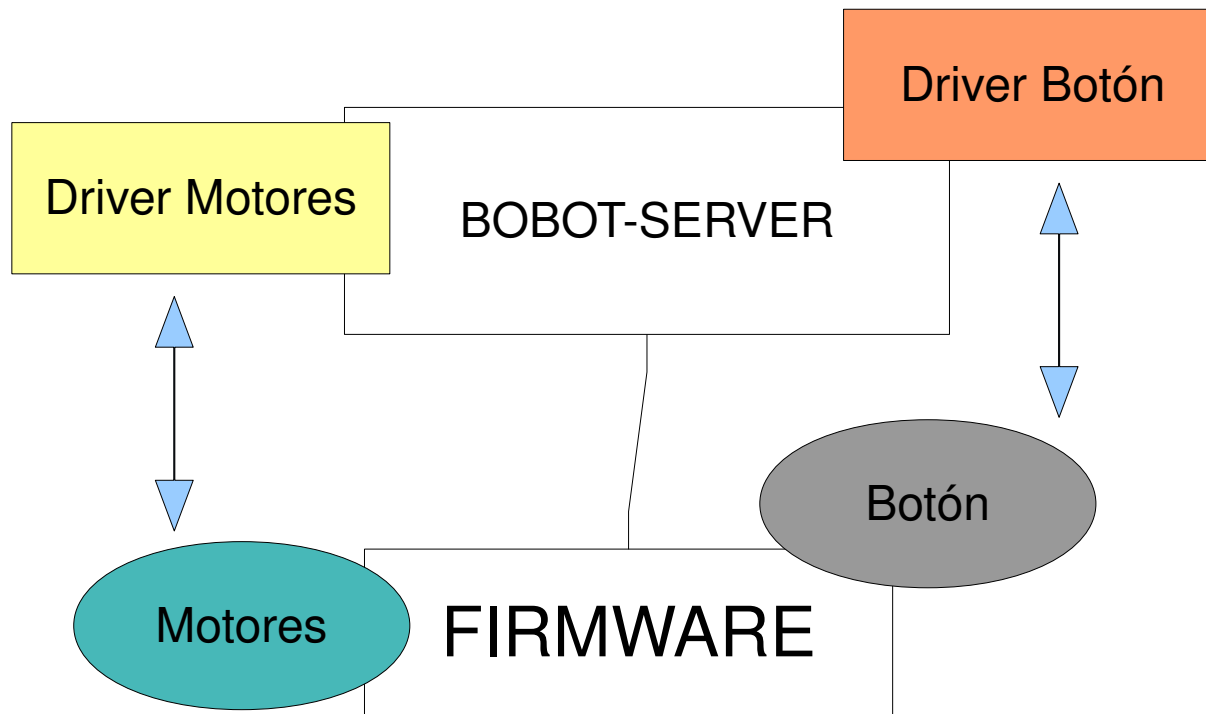 Driver Botón
Driver Motores
BOBOT-SERVER
Botón
Motores
FIRMWARE